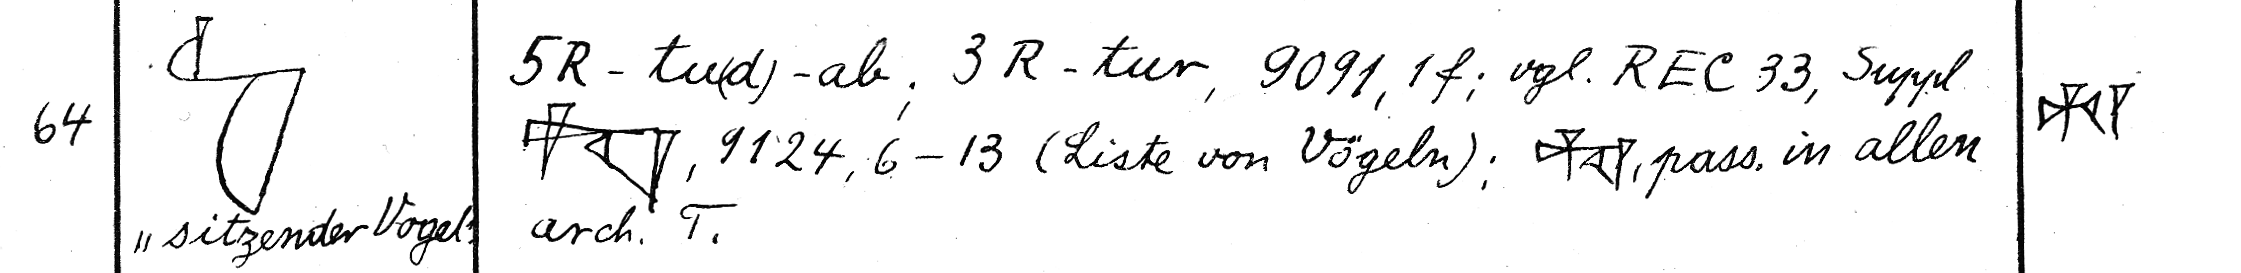 64
„sitzender Vogel“
5R - tu(d) - ab, 3R - tur, 9091, 1 f; vgl. REC 33, Suppl
, 9124, 6 – 13 (Liste von Vögeln); , pass. in allen
arch. T.